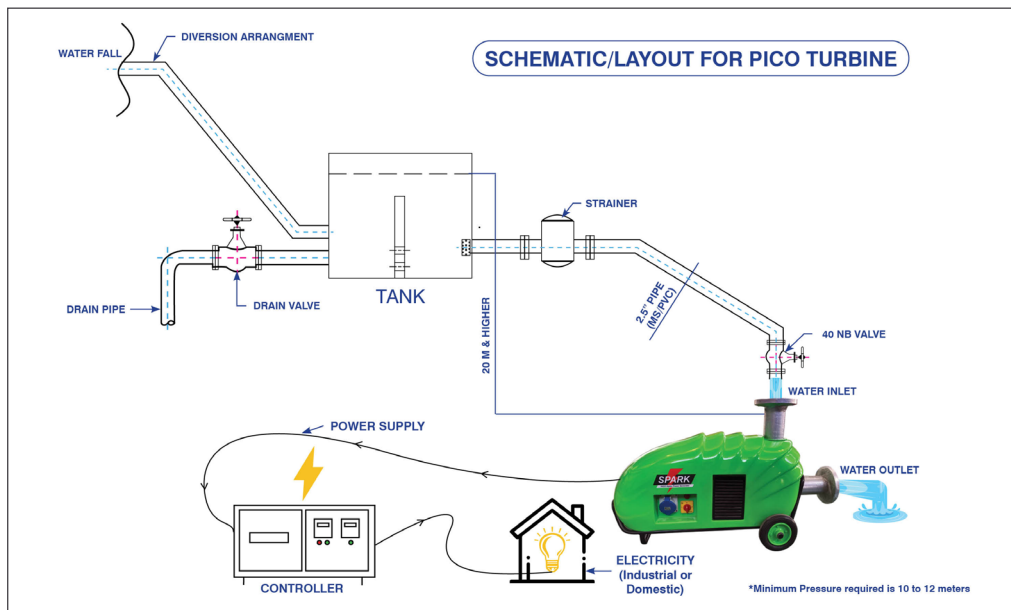 SCHEMATIC/LAYOUT FOR PICO TURBINE
DIVERSION ARRANGMENT
WATER FALL
STRAINER
DRAIN PIPE
DRAIN VALVE
TANK
20 M & HIGHER
2.5" PIPE
(MS/PVC)
40 NB VALVE
WATER INLET
POWER SUPPLY
SPARK
WATER OUTLET
CONTROLLER
ELECTRICITY
(Industrial or
Domestic)
*Minimum Pressure required is 10 to 12 meters